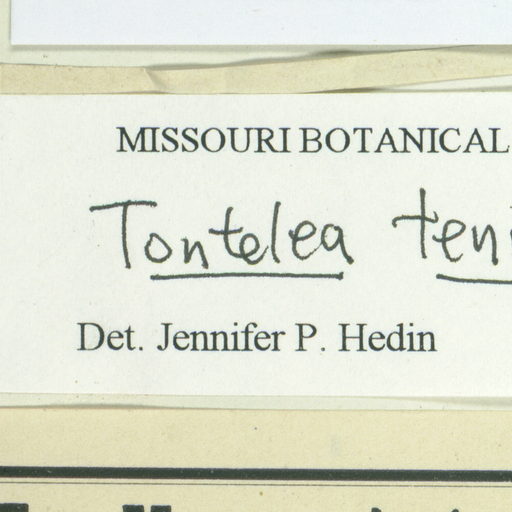 MISSOURI BOTANICAL
Tontelea
Det. Jennifer P. Hedin